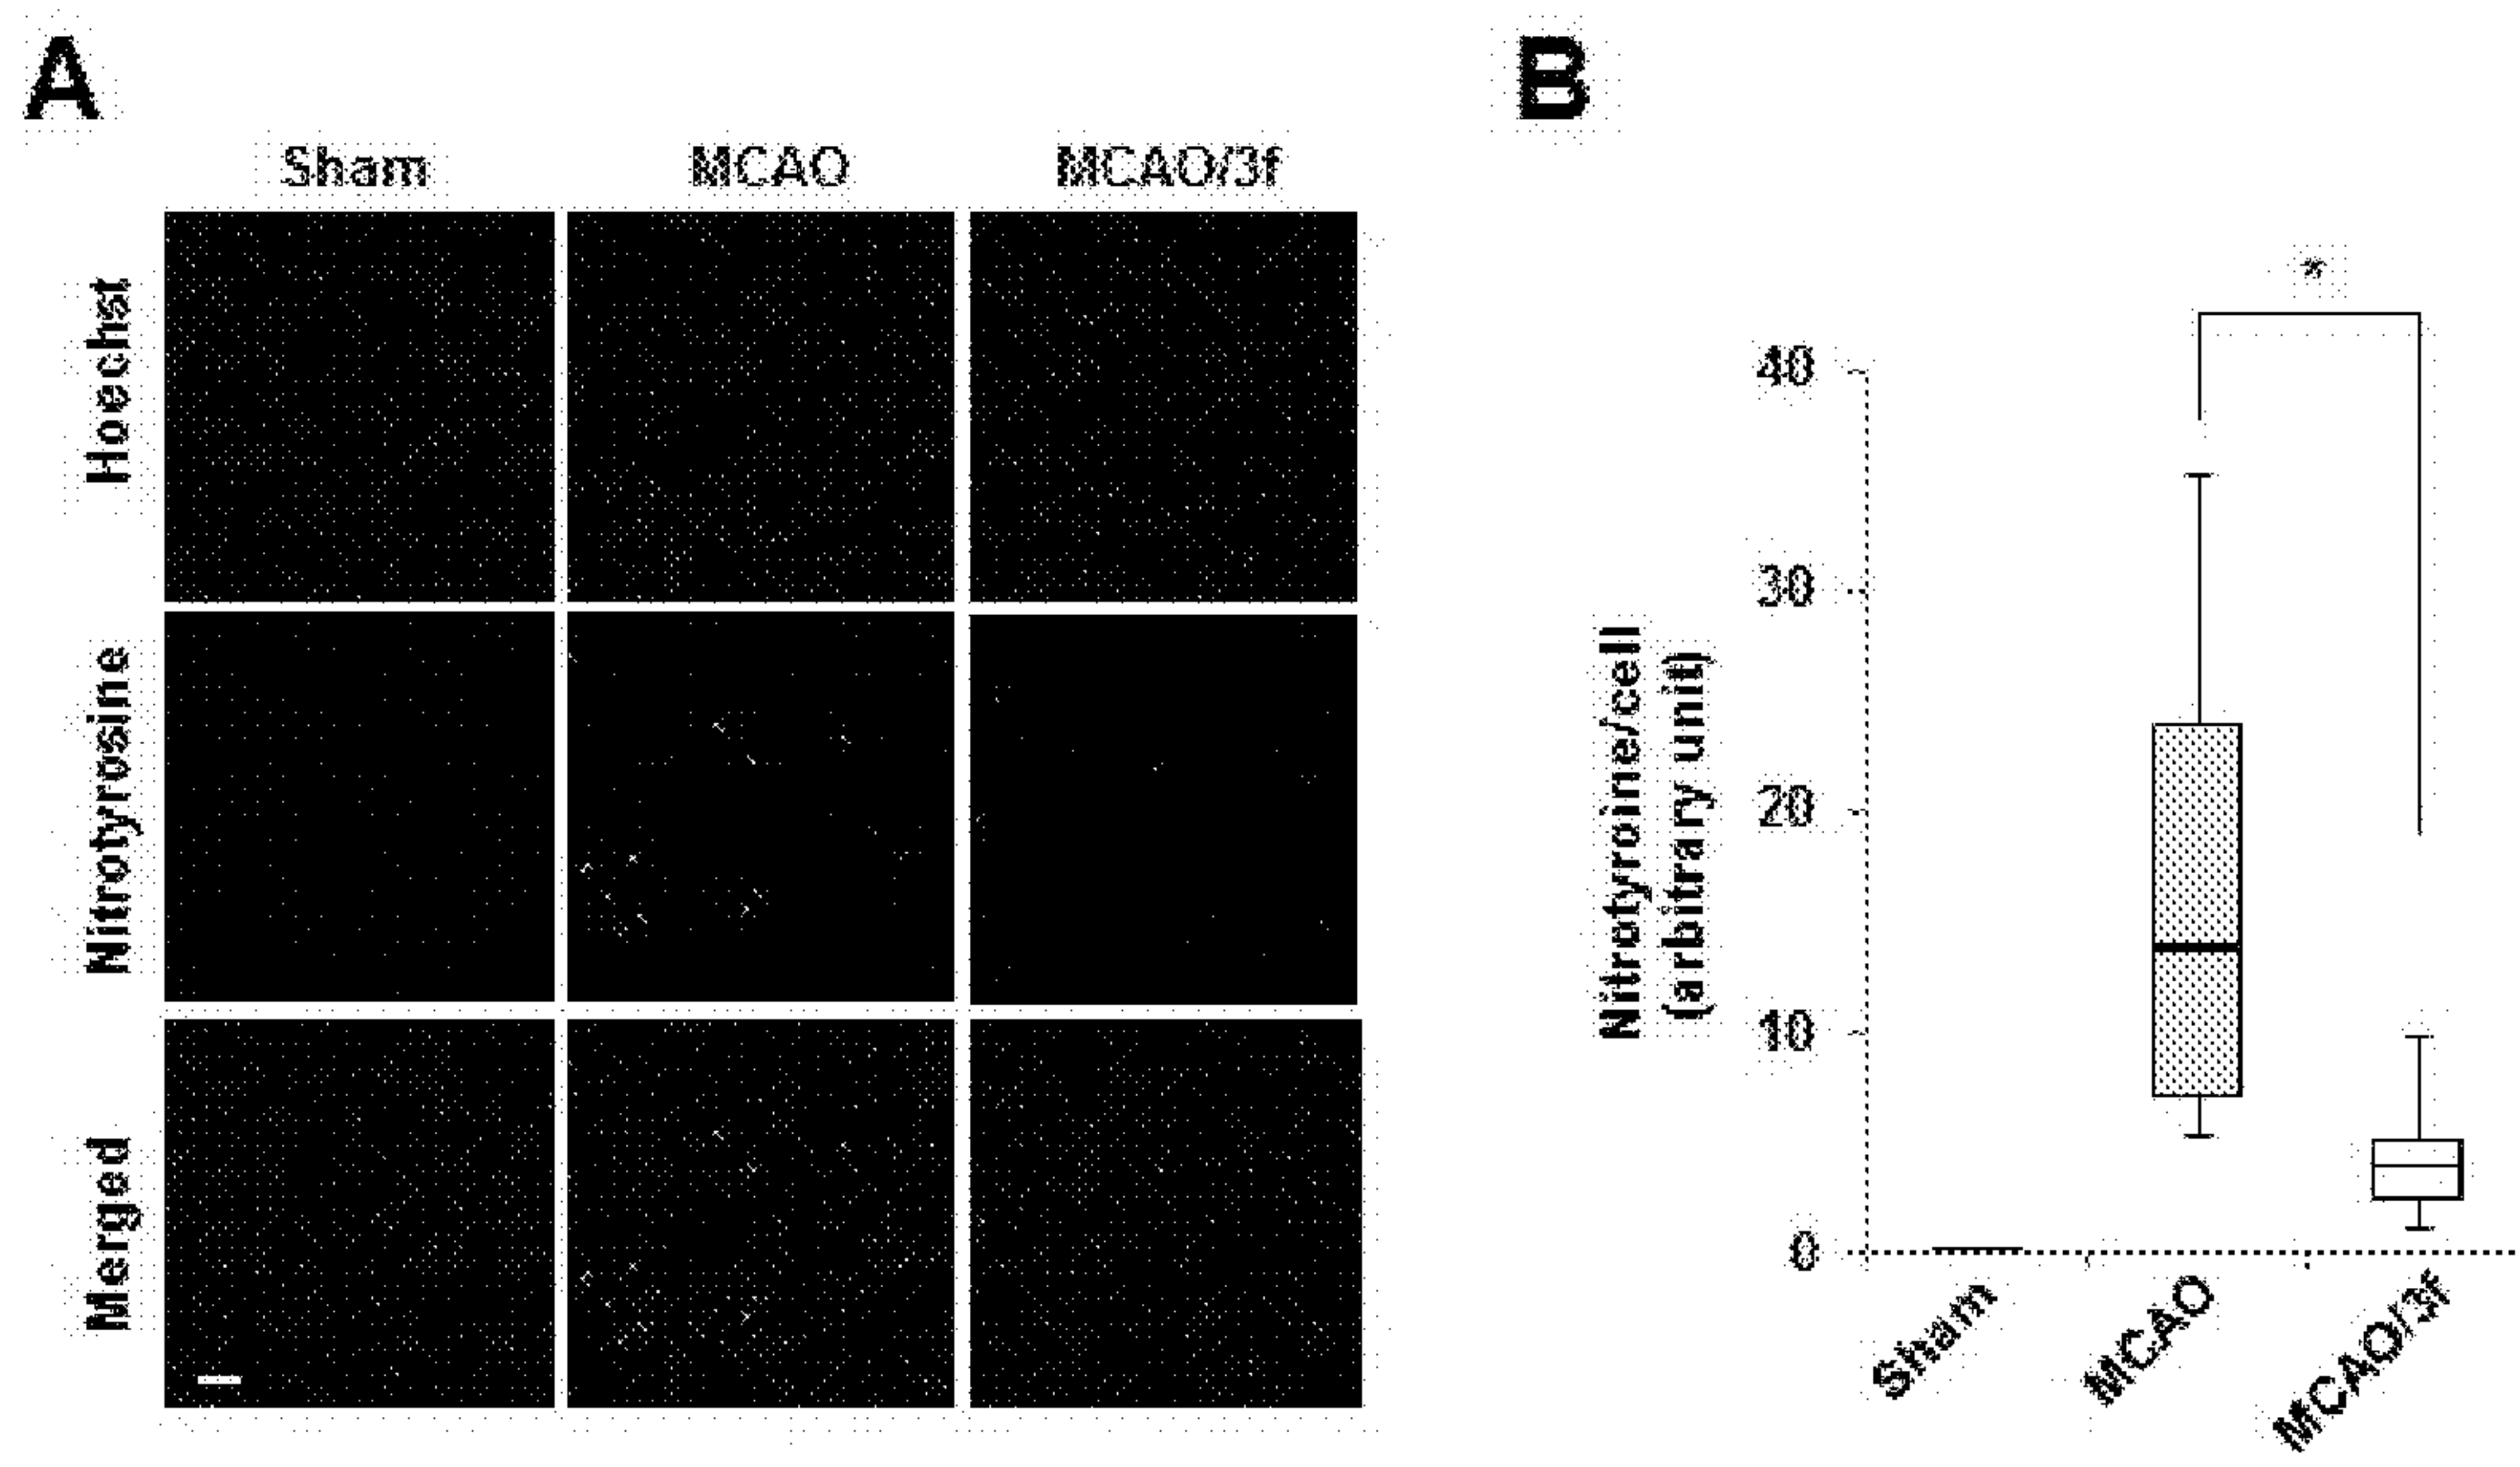 A
B
Sham MCAO MCAO/3f
Hoechst
Nitrotyrosine
Merged
*
Nitrotyroine/cell
(arbitrary unit)
40
30
20
10
0
Sham
MCAO
MCAO/3f